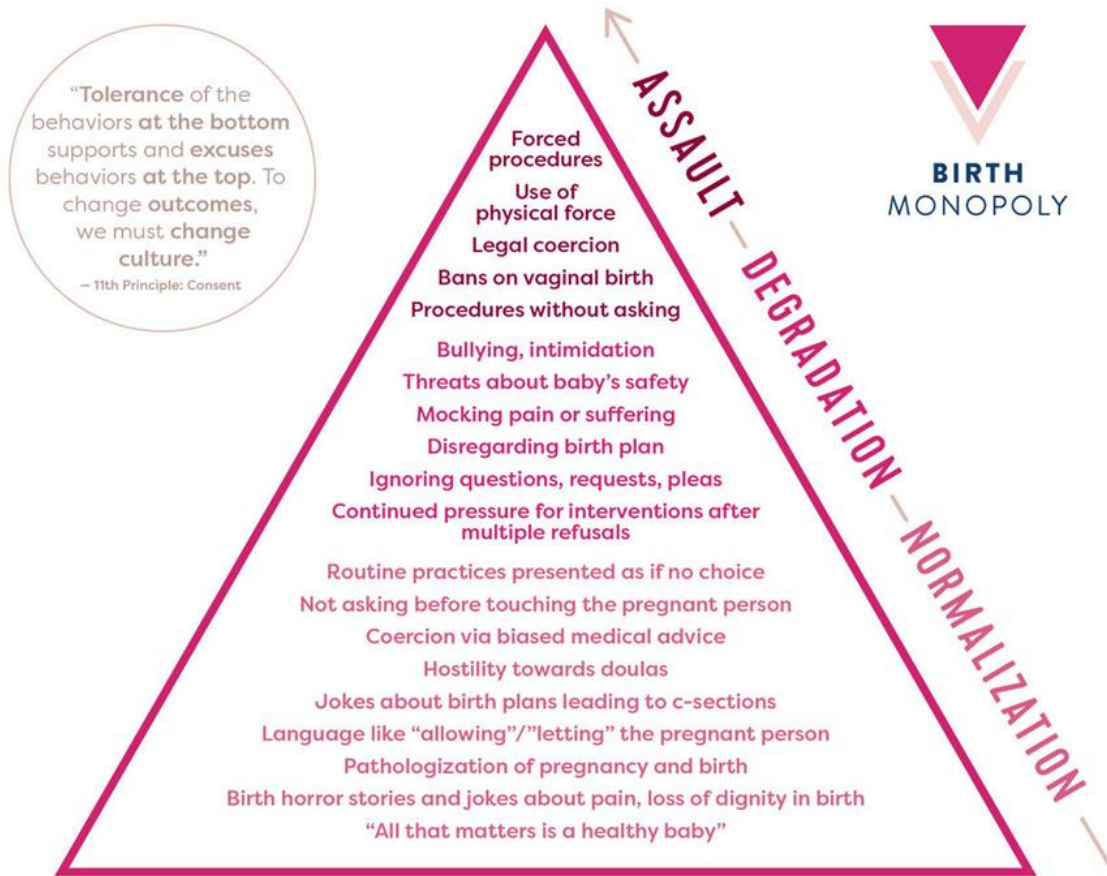 “Tolerance of the
behaviors at the bottom
supports and excuses
behaviors at the top. To
change outcomes,
we must change
culture.”
— 11th Principle: Consent
BIRTH
MONOPOLY
ASSAULT — DEGRADATION — NORMALIZATION
Forced
procedures
Use of
physical force
Legal coercion
Bans on vaginal birth
Procedures without asking
Bullying, intimidation
Threats about baby’s safety
Mocking pain or suffering
Disregarding birth plan
Ignoring questions, requests, pleas
Continued pressure for interventions after
multiple refusals
Routine practices presented as if no choice
Not asking before touching the pregnant person
Coercion via biased medical advice
Hostility towards doulas
Jokes about birth plans leading to c-sections
Language like “allowing”/”letting” the pregnant person
Pathologization of pregnancy and birth
Birth horror stories and jokes about pain, loss of dignity in birth
“All that matters is a healthy baby”